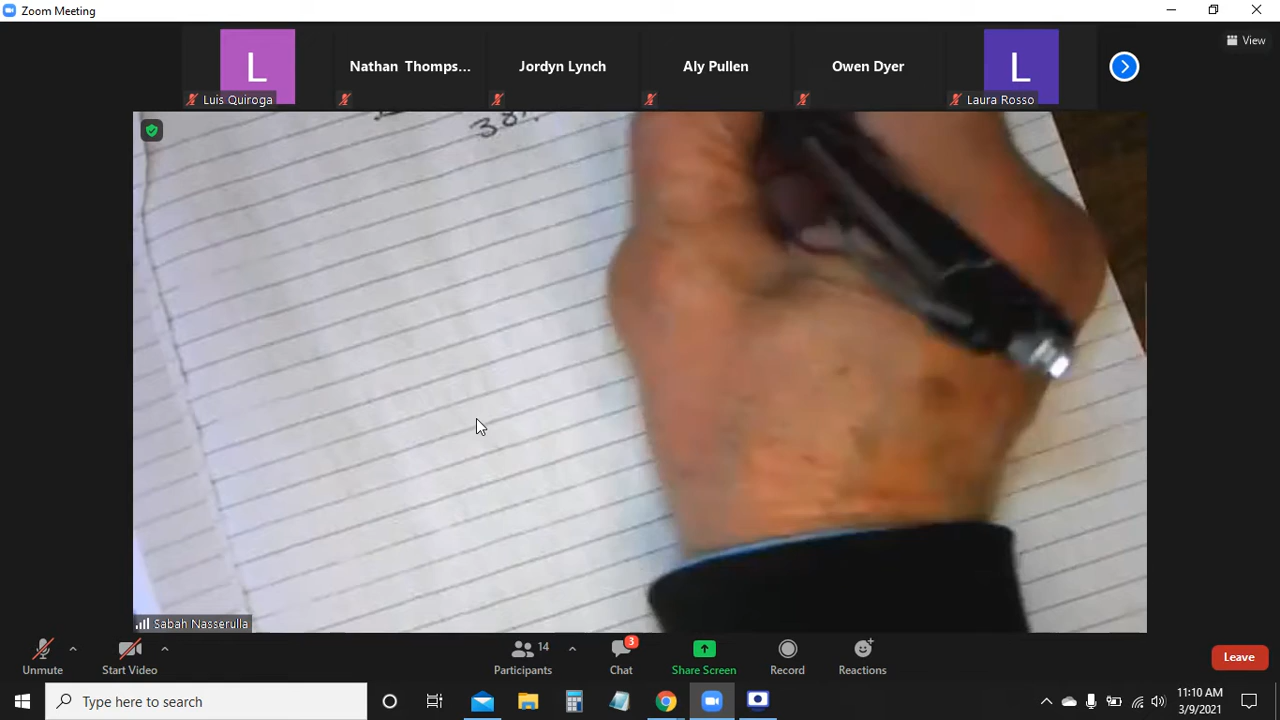 Zoom Meeting
View
L
Luis Quiroga
Nathan Thomps...
Jordyn Lynch
Aly Pullen
Owen Dyer
L
Laura Rosso
38
Sabah Nasserulla
Unmute
Start Video
14
Participants
3
Chat
Share Screen
Record
Reactions
Leave
Type here to search
11:10 AM
3/9/2021